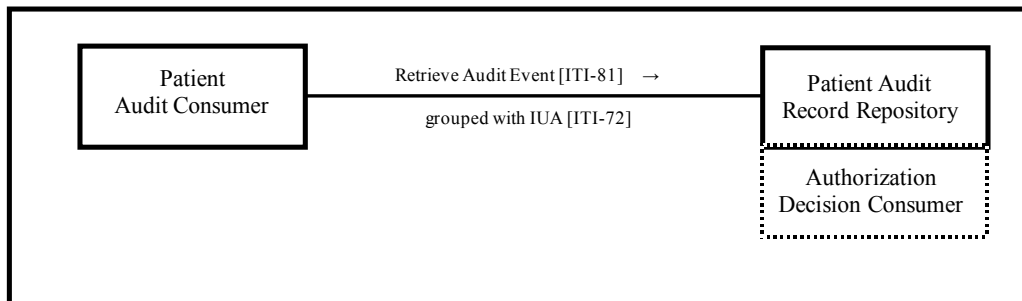 Patient
Audit Consumer
Retrieve Audit Event [ITI-81] →
grouped with IUA [ITI-72]
Patient Audit
Record Repository
Authorization
Decision Consumer